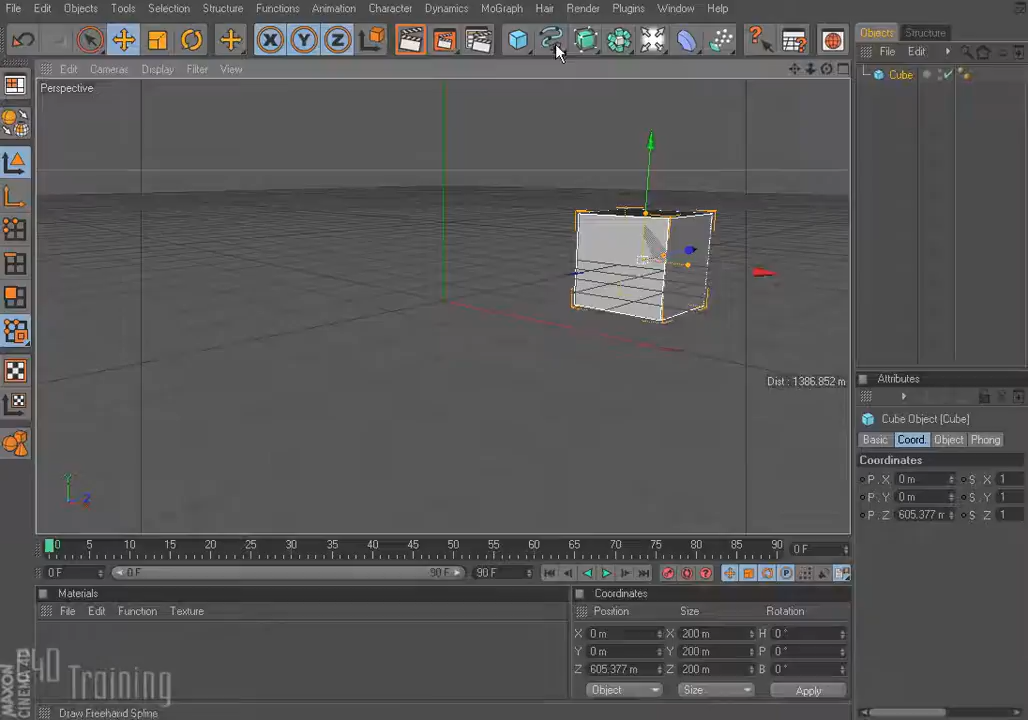 File Edit Objects Tools Selection Structure Functions Animation Character Dynamics MoGraph Hair Render Plugins Window Help
X Y Z
Objects Structure
File Edit
Edit Cameras Display Filter View
Perspective
Cube
Dist : 1386.852 m
Attributes
Cube Object [Cube]
Basic Coord. Object Phong
Coordinates
P . X 0 m S . X 1
P . Y 0 m S . Y 1
P . Z 605.377 m S . Z 1
Y
Z
0 5 10 15 20 25 30 35 40 45 50 55 60 65 70 75 80 85 90 0 F
0 F 0 F 90 F 90 F
Materials
File Edit Function Texture
Coordinates
Position Size Rotation
X 0 m X 200 m H 0 °
Y 0 m Y 200 m P 0 °
Z 605.377 m Z 200 m B 0 °
Object Size Apply
Training
MAXON
CINEMA 4D
Draw Freehand Spline